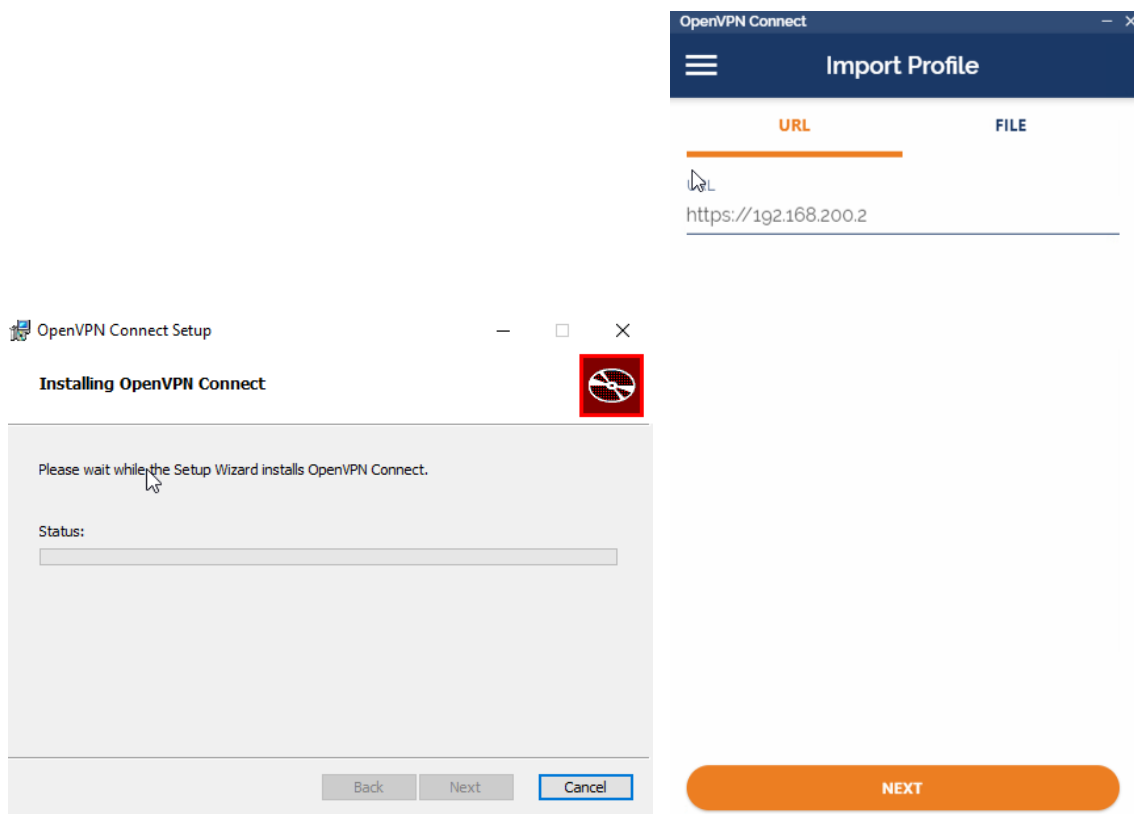 OpenVPN Connect
Import Profile
URL
FILE
URL
https://192.168.200.2
NEXT
OpenVPN Connect Setup
Installing OpenVPN Connect
Please wait while the Setup Wizard installs OpenVPN Connect.
Status:
Back
Next
Cancel